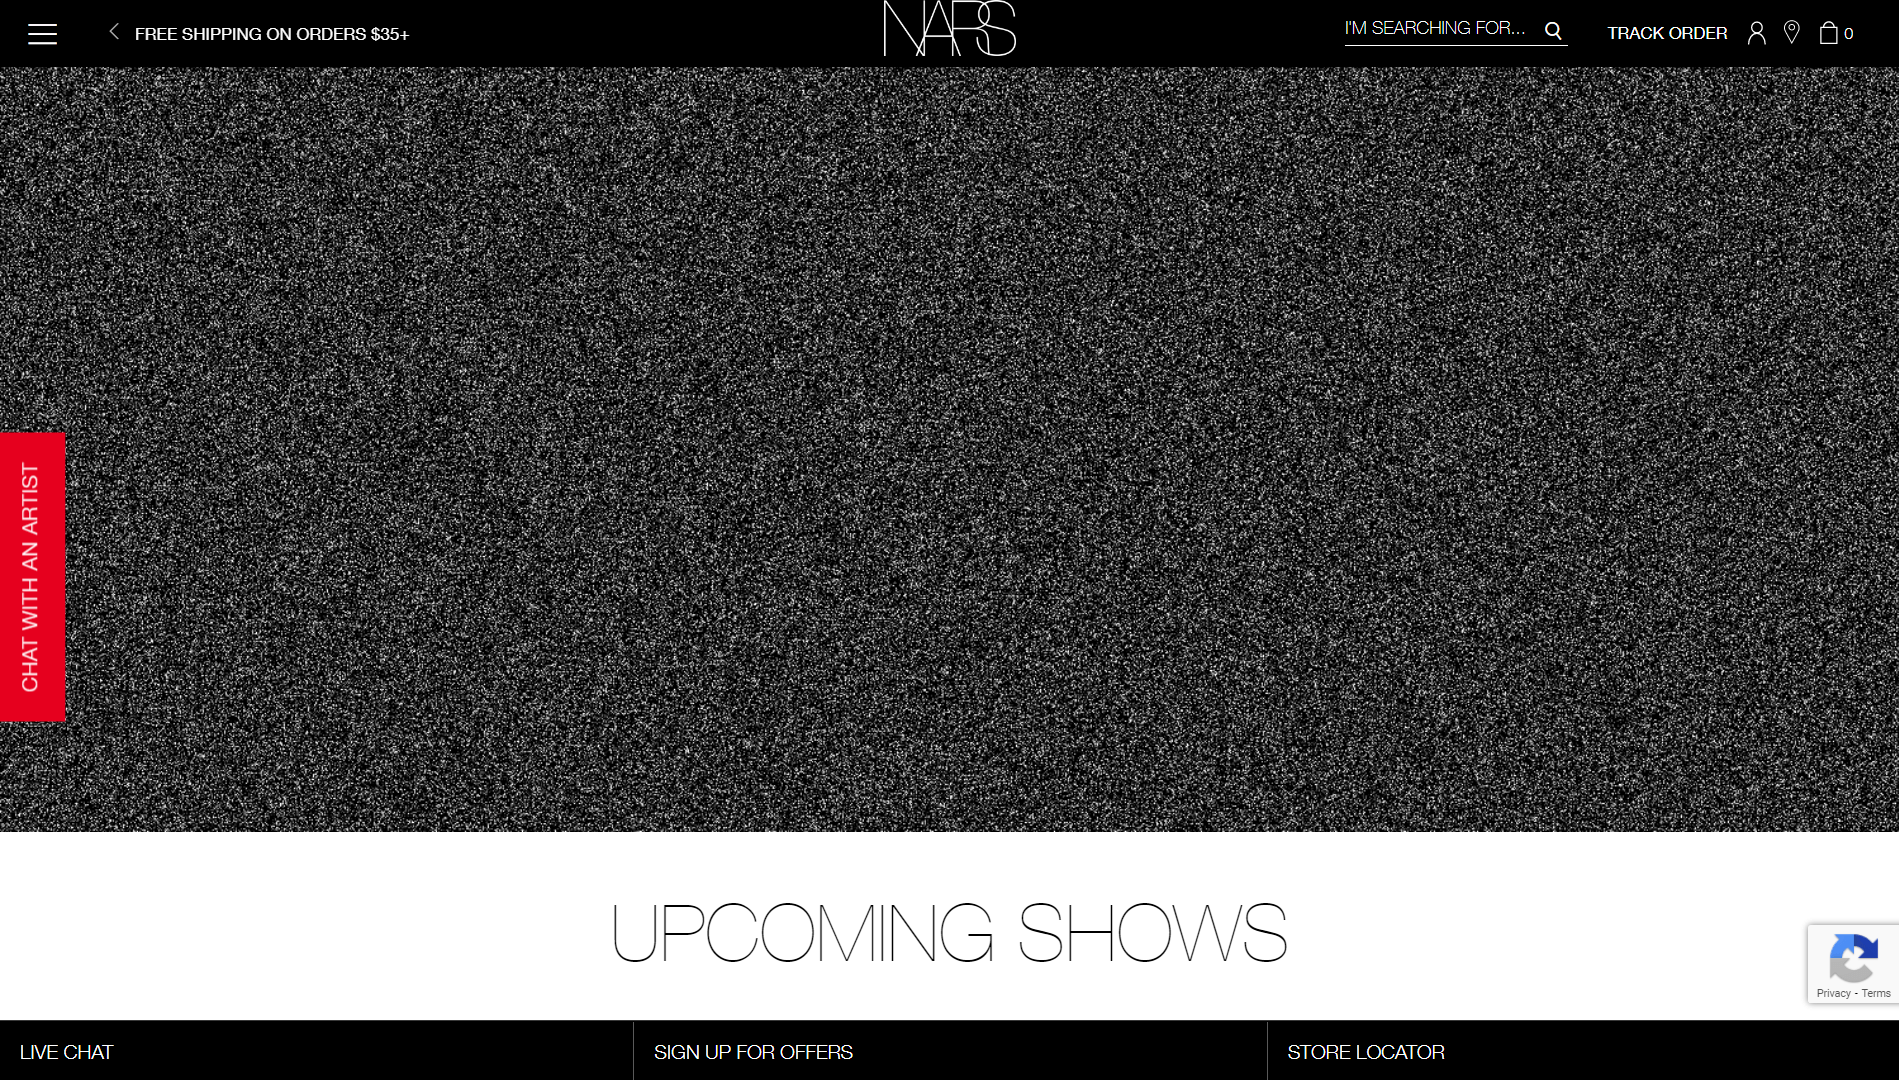 FREE SHIPPING ON ORDERS $35+
NARS
I'M SEARCHING FOR...
TRACK ORDER
0
CHAT WITH AN ARTIST
UPCOMING SHOWS
Privacy - Terms
LIVE CHAT
SIGN UP FOR OFFERS
STORE LOCATOR